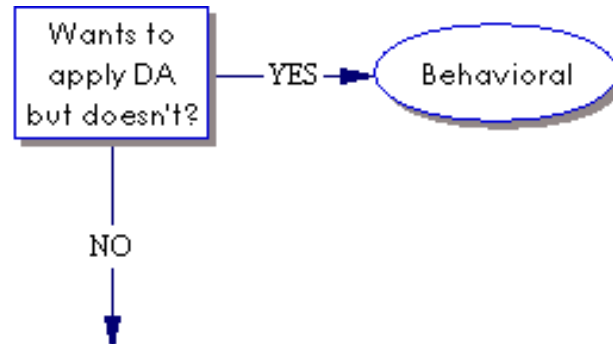 Wants to
apply DA
but doesn't?
YES
Behavioral
NO